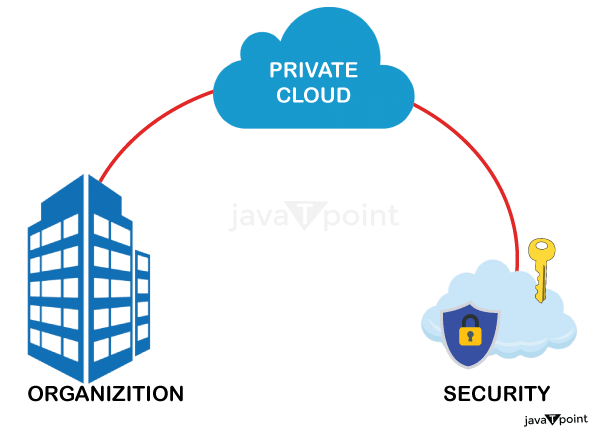 PRIVATE
CLOUD
javaTpoint
ORGANIZITION
SECURITY
javaTpoint